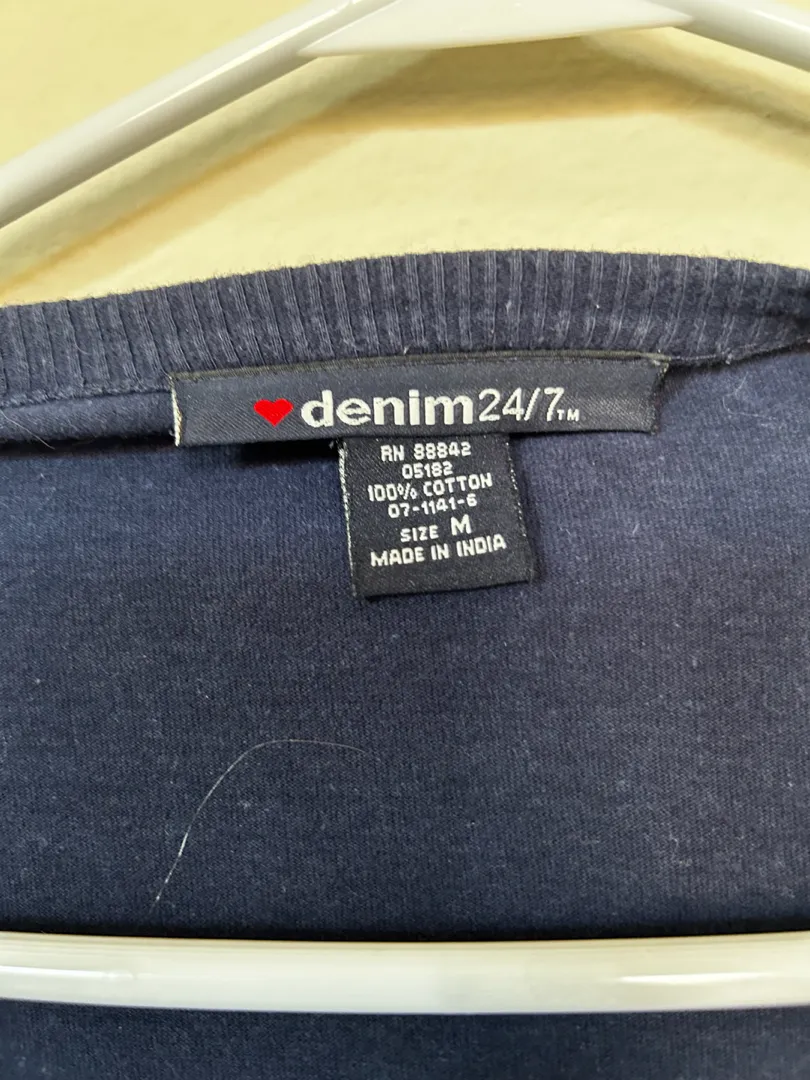 denim24/7™
RN 88842
05182
100% COTTON
07-1141-6
SIZE M
MADE IN INDIA